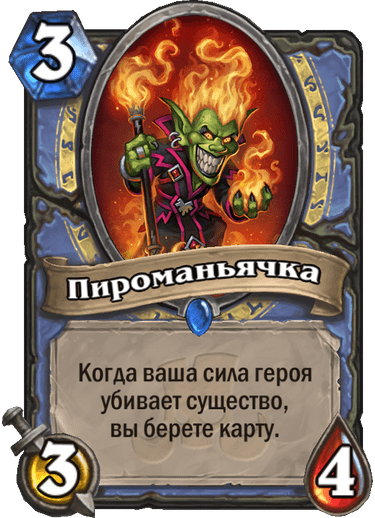 3
Пироманьячка
Когда ваша сила героя
убивает существо,
вы берете карту.
3
4